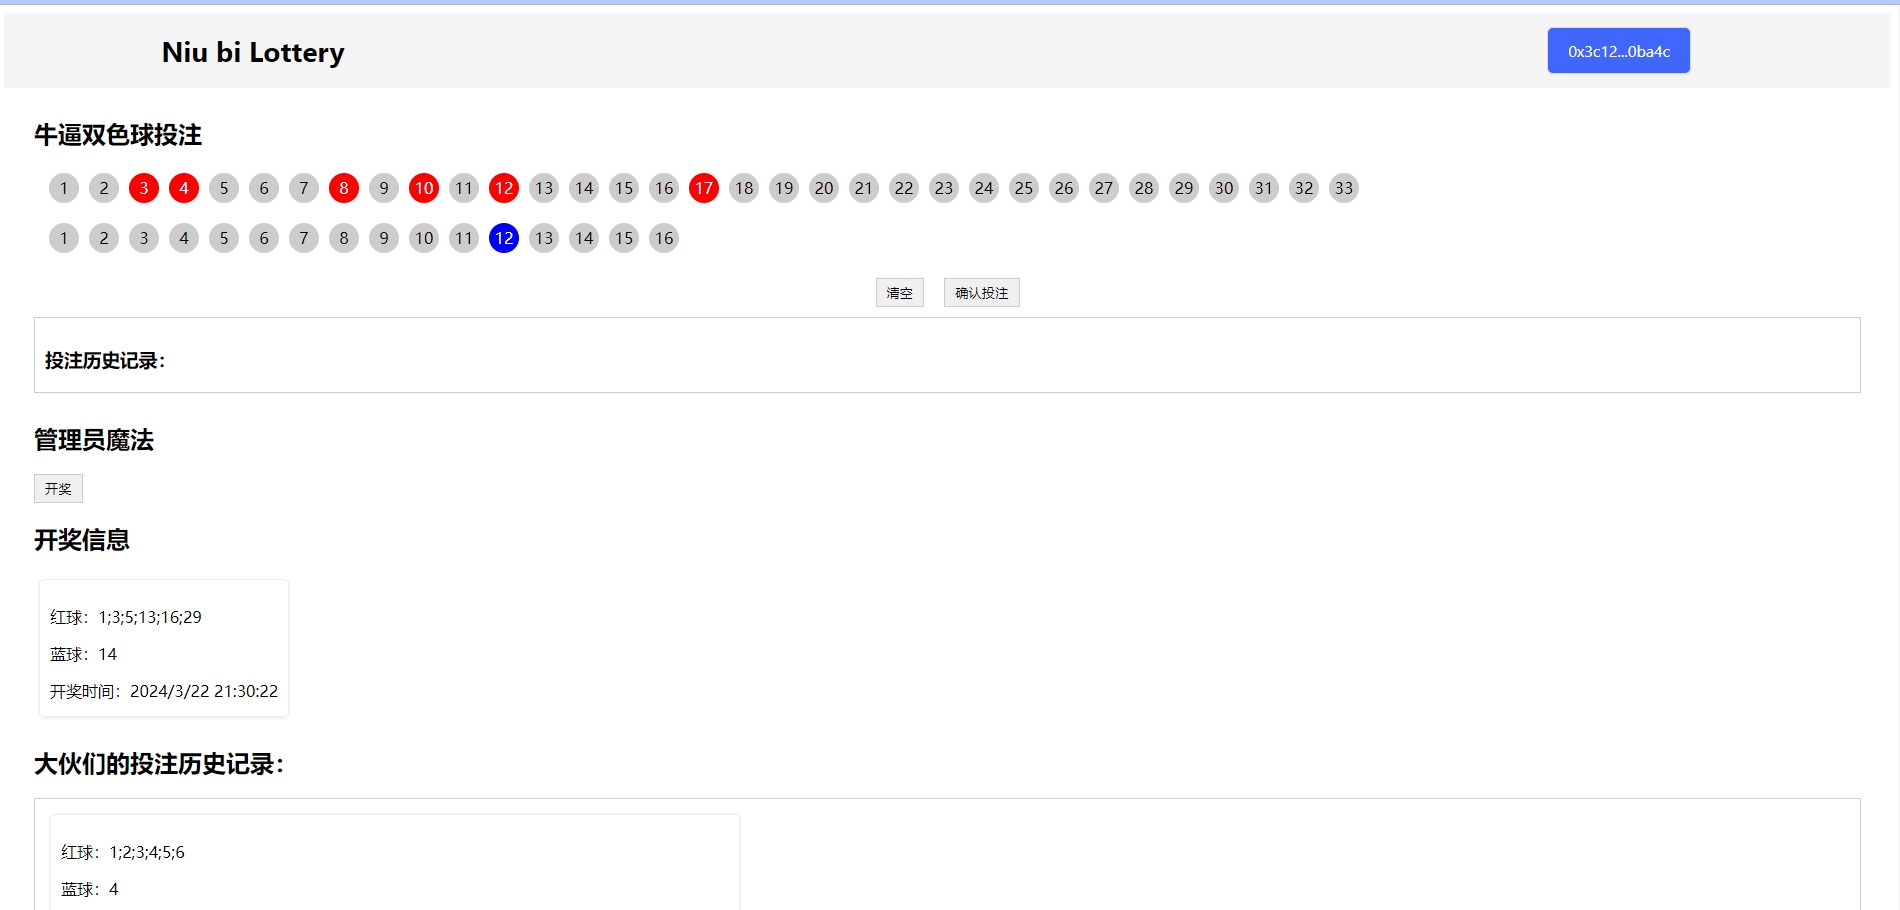 Niu bi Lottery
0x3c12...0ba4c
牛逼双色球投注
1 2 3 4 5 6 7 8 9 10 11 12 13 14 15 16 17 18 19 20 21 22 23 24 25 26 27 28 29 30 31 32 33
1 2 3 4 5 6 7 8 9 10 11 12 13 14 15 16
清空 确认投注
投注历史记录：
管理员魔法
开奖
开奖信息
红球：1;3;5;13;16;29
蓝球：14
开奖时间：2024/3/22 21:30:22
大伙们的投注历史记录：
红球：1;2;3;4;5;6
蓝球：4